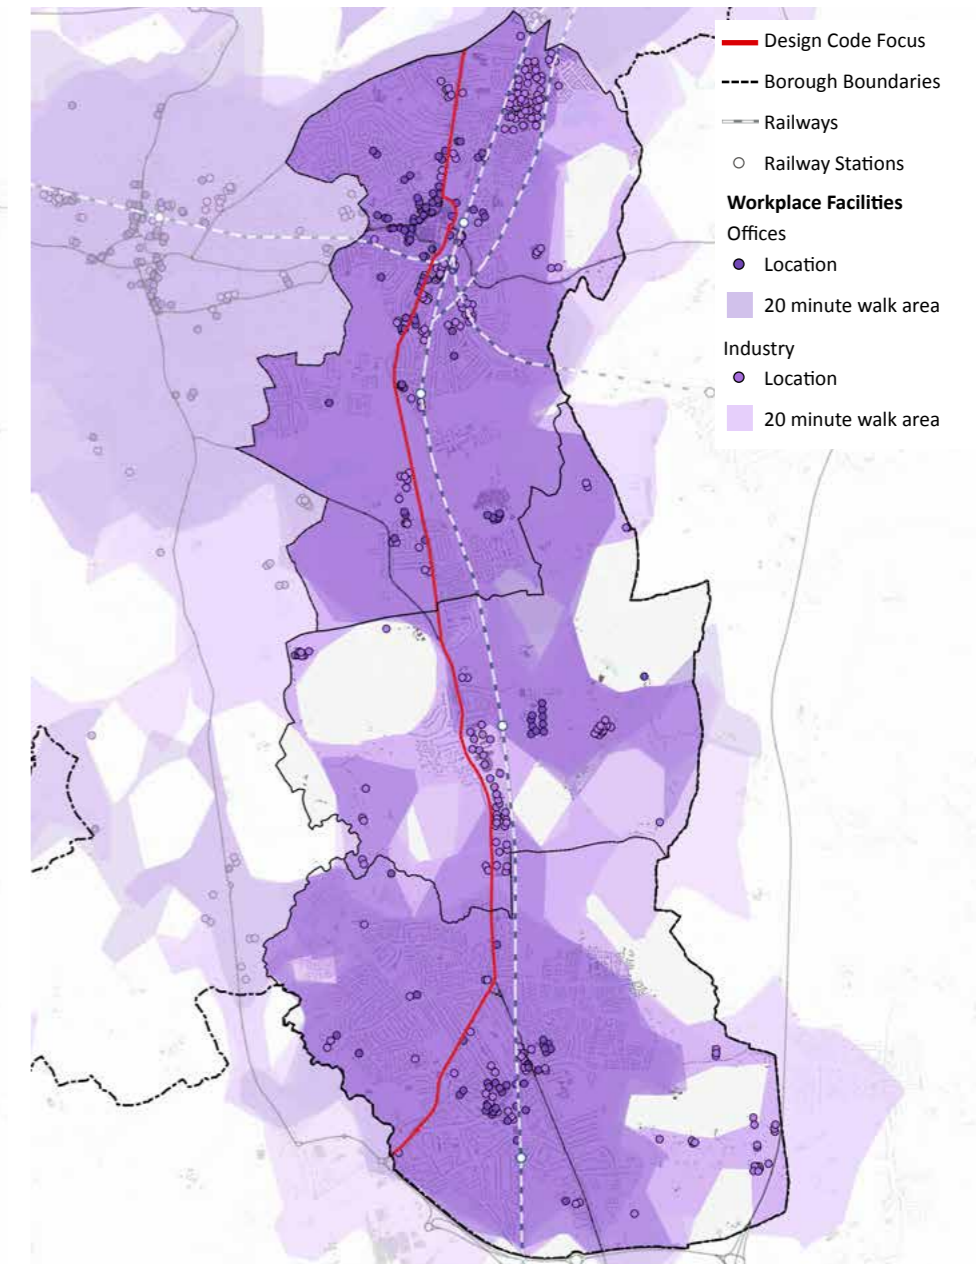 Design Code Focus
Borough Boundaries
Railways
Railway Stations
Workplace Facilities
Offices
Location
20 minute walk area
Industry
Location
20 minute walk area